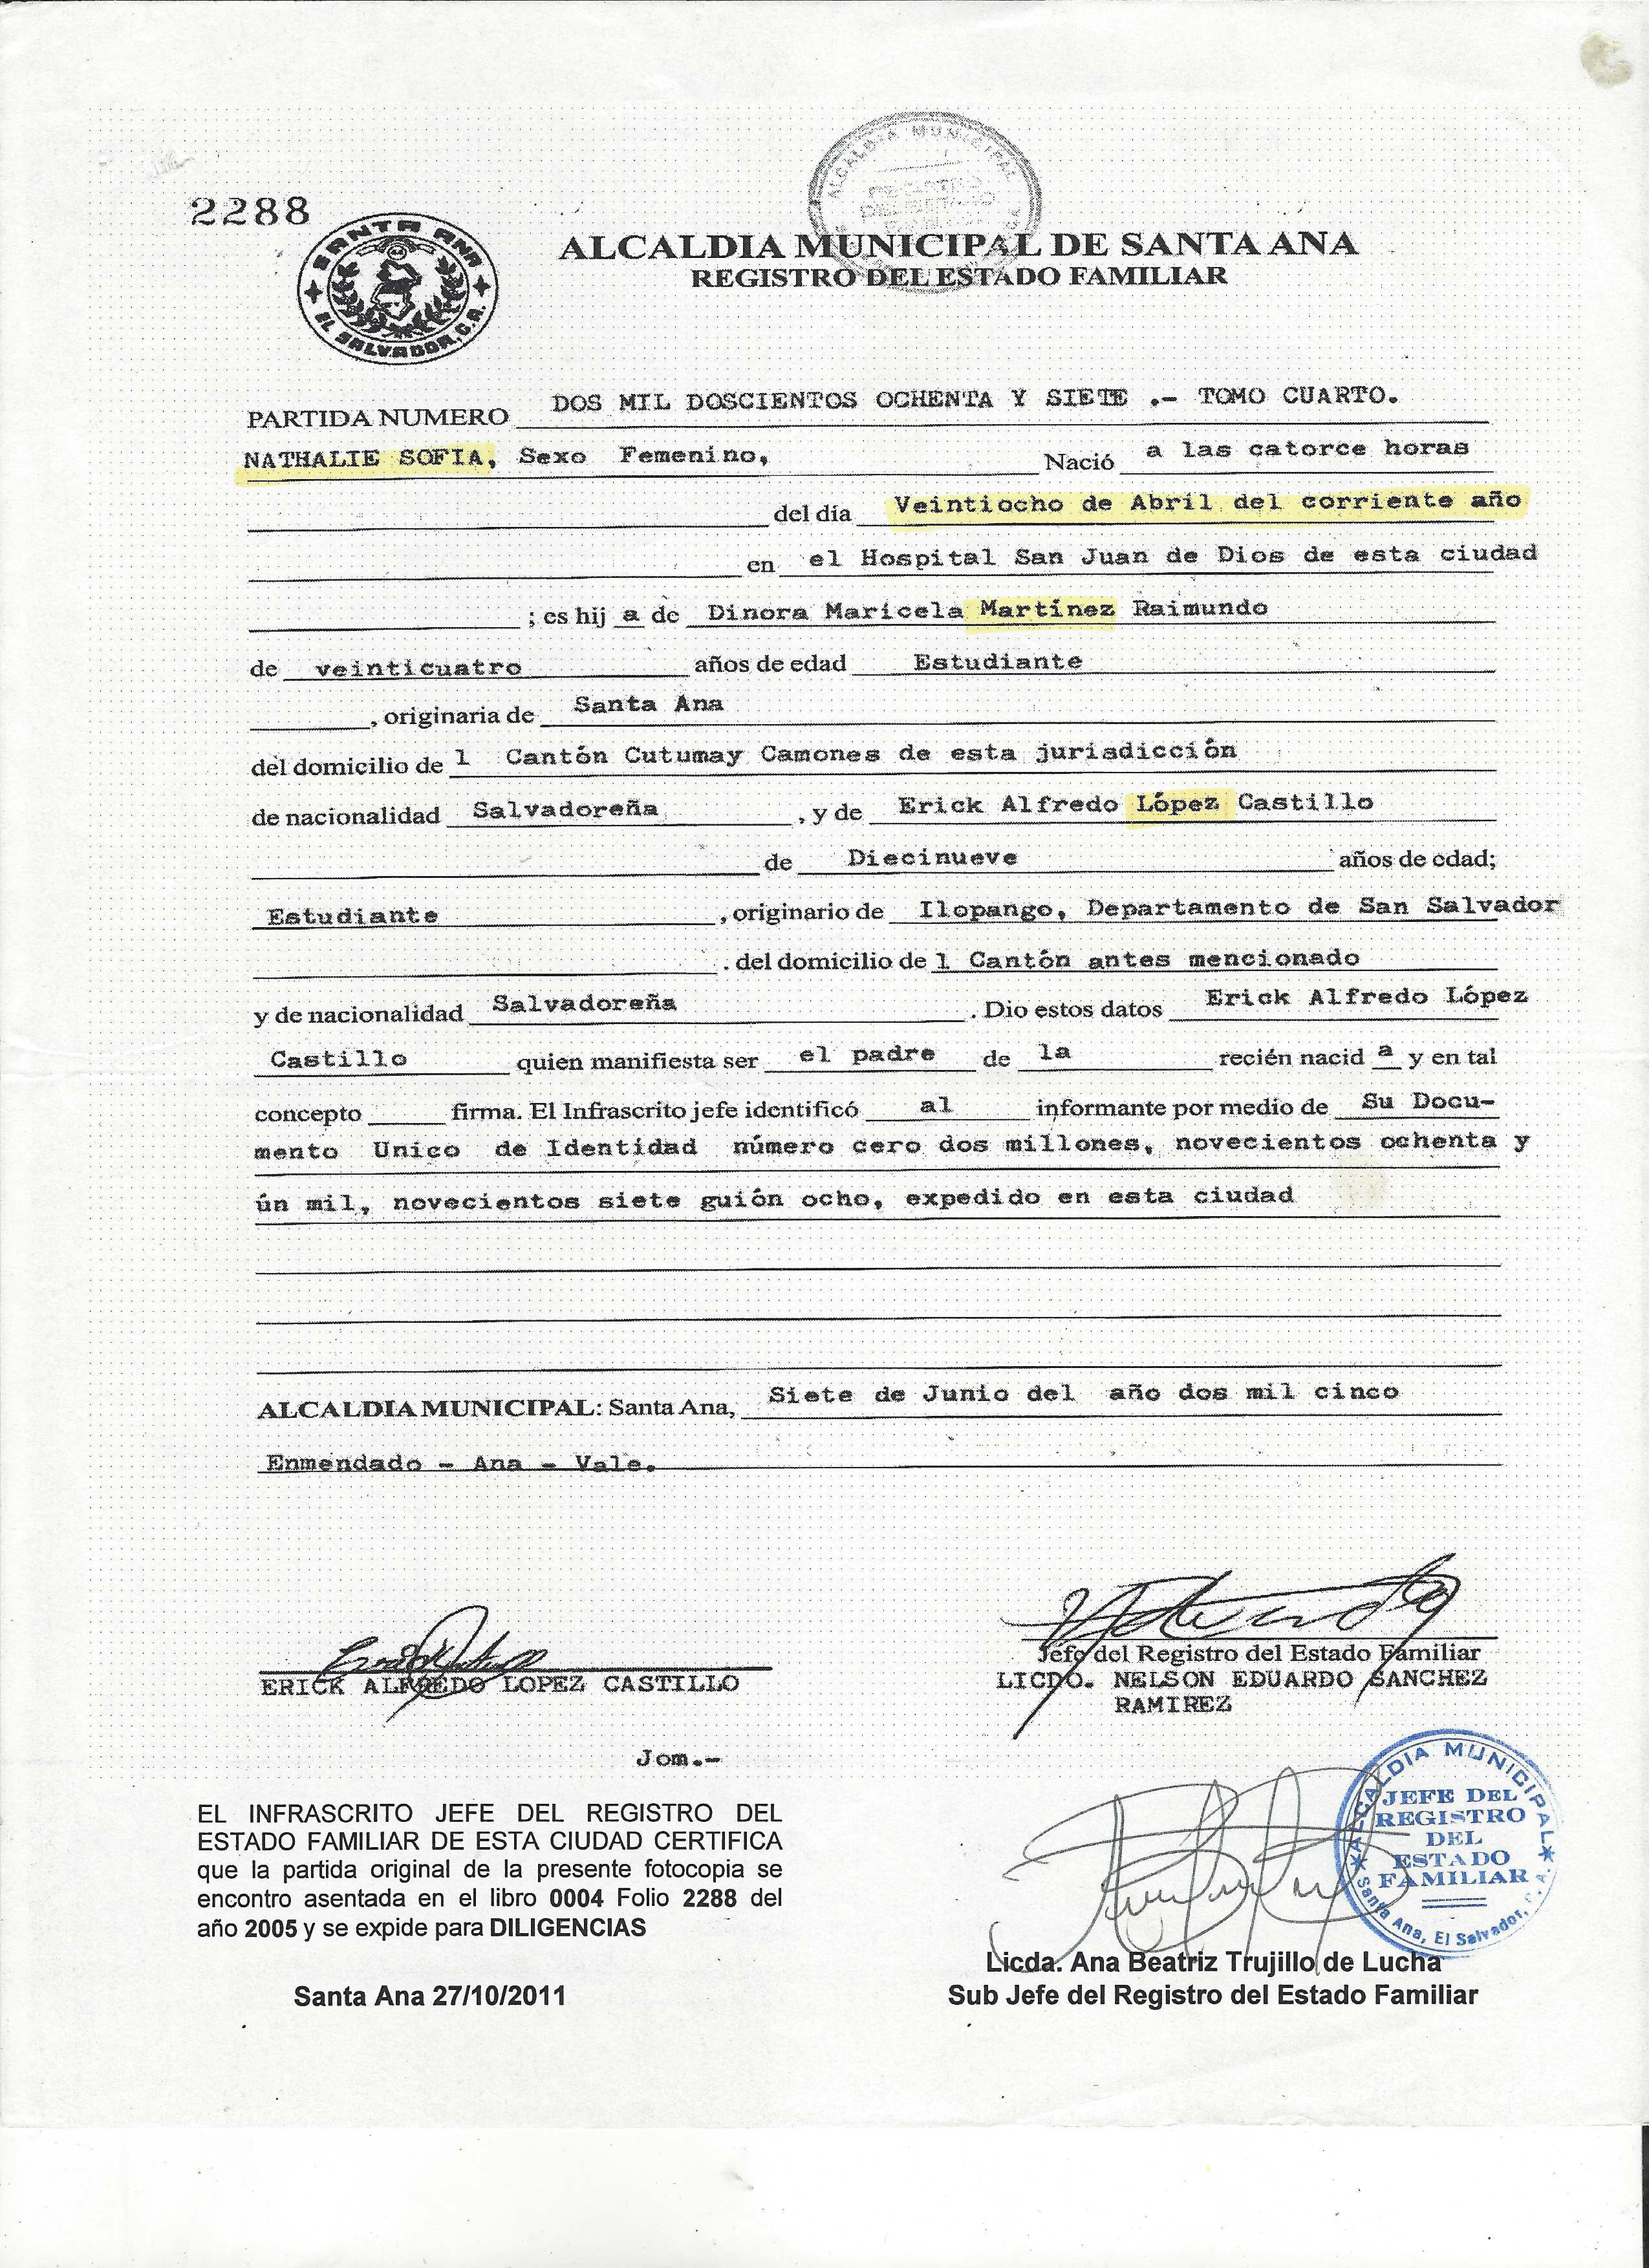 ALCALDIA MUNICIPAL
REGISTRO
DEL ESTADO
2288
SANTA ANA
EL SALVADOR, C.A.
ALCALDIA MUNICIPAL DE SANTA ANA
REGISTRO DEL ESTADO FAMILIAR
PARTIDA NUMERO DOS MIL DOSCIENTOS OCHENTA Y SIETE .- TOMO CUARTO.
NATHALIE SOFIA, Sexo Femenino, Nació a las catorce horas
del día Veintiocho de Abril del corriente año
en el Hospital San Juan de Dios de esta ciudad
; es hij a de Dinora Maricela Martínez Raimundo
de veinticuatro años de edad Estudiante
, originaria de Santa Ana
del domicilio de l Cantón Cutumay Camones de esta jurisdicción
de nacionalidad Salvadoreña , y de Erick Alfredo López Castillo
de Diecinueve años de edad;
Estudiante , originario de Ilopango, Departamento de San Salvador
. del domicilio de l Cantón antes mencionado
y de nacionalidad Salvadoreña . Dio estos datos Erick Alfredo López
Castillo quien manifiesta ser el padre de la recién nacid a y en tal
concepto firma. El Infrascrito jefe identificó al informante por medio de Su Docu-
mento Unico de Identidad número cero dos millones, novecientos ochenta y
ún mil, novecientos siete guión ocho, expedido en esta ciudad
ALCALDIA MUNICIPAL: Santa Ana, Siete de Junio del año dos mil cinco
Enmendado - Ana - Vale.
ERICK ALFREDO LOPEZ CASTILLO
Jefe del Registro del Estado Familiar
LICDO. NELSON EDUARDO SANCHEZ
RAMIREZ
Jom.-
EL INFRASCRITO JEFE DEL REGISTRO DEL
ESTADO FAMILIAR DE ESTA CIUDAD CERTIFICA
que la partida original de la presente fotocopia se
encontro asentada en el libro 0004 Folio 2288 del
año 2005 y se expide para DILIGENCIAS
Santa Ana 27/10/2011
ALCALDIA MUNICIPAL
JEFE DEL
REGISTRO
DEL
ESTADO
FAMILIAR
Santa Ana, El Salvador, C. A.
Licda. Ana Beatriz Trujillo de Lucha
Sub Jefe del Registro del Estado Familiar